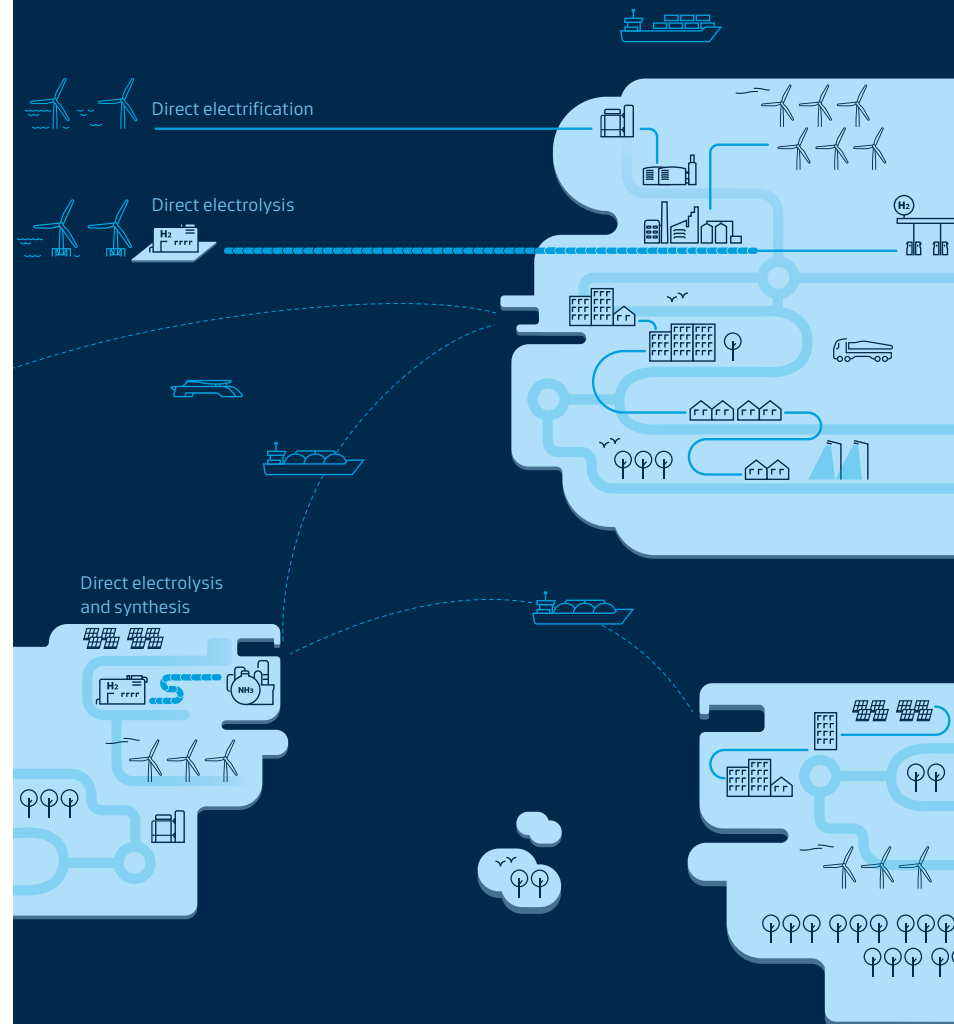 Direct electrification
Direct electrolysis
H₂
H₂
Direct electrolysis
and synthesis
H₂
NH₃